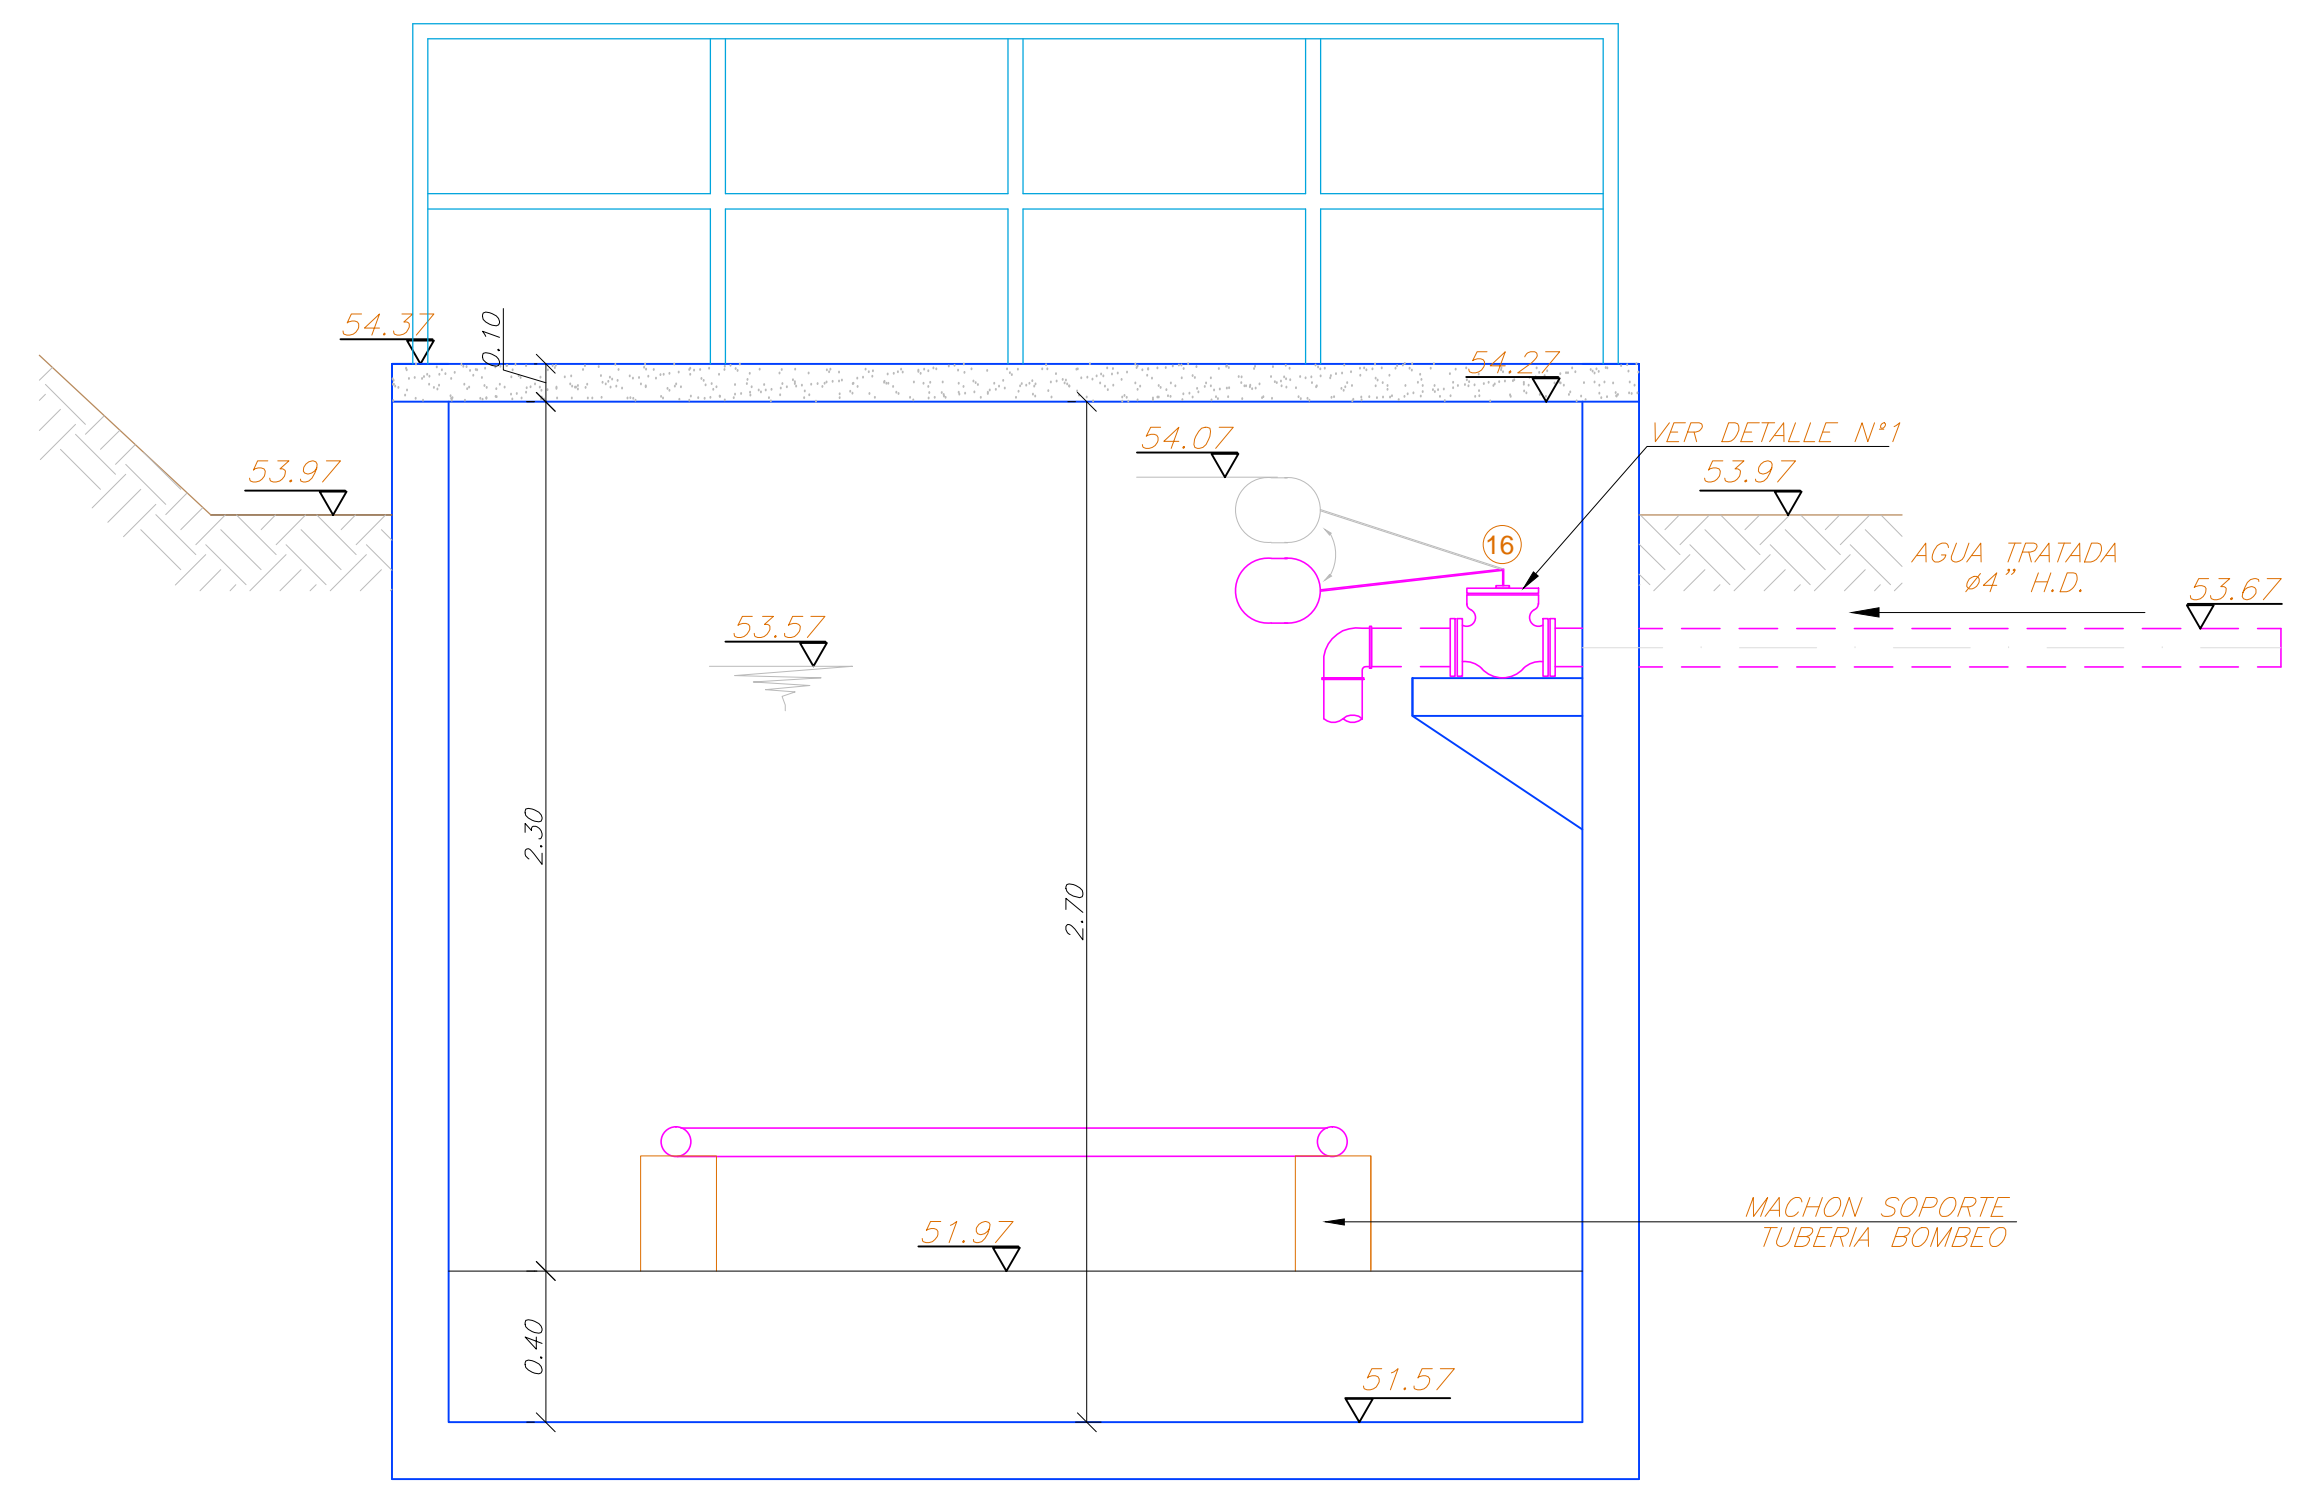 54.37
0.10
54.27
VER DETALLE N°1
54.07
53.97
53.97
16
AGUA TRATADA
ø4" H.D.
53.67
53.57
2.30
2.70
MACHON SOPORTE
TUBERIA BOMBEO
51.97
0.40
51.57